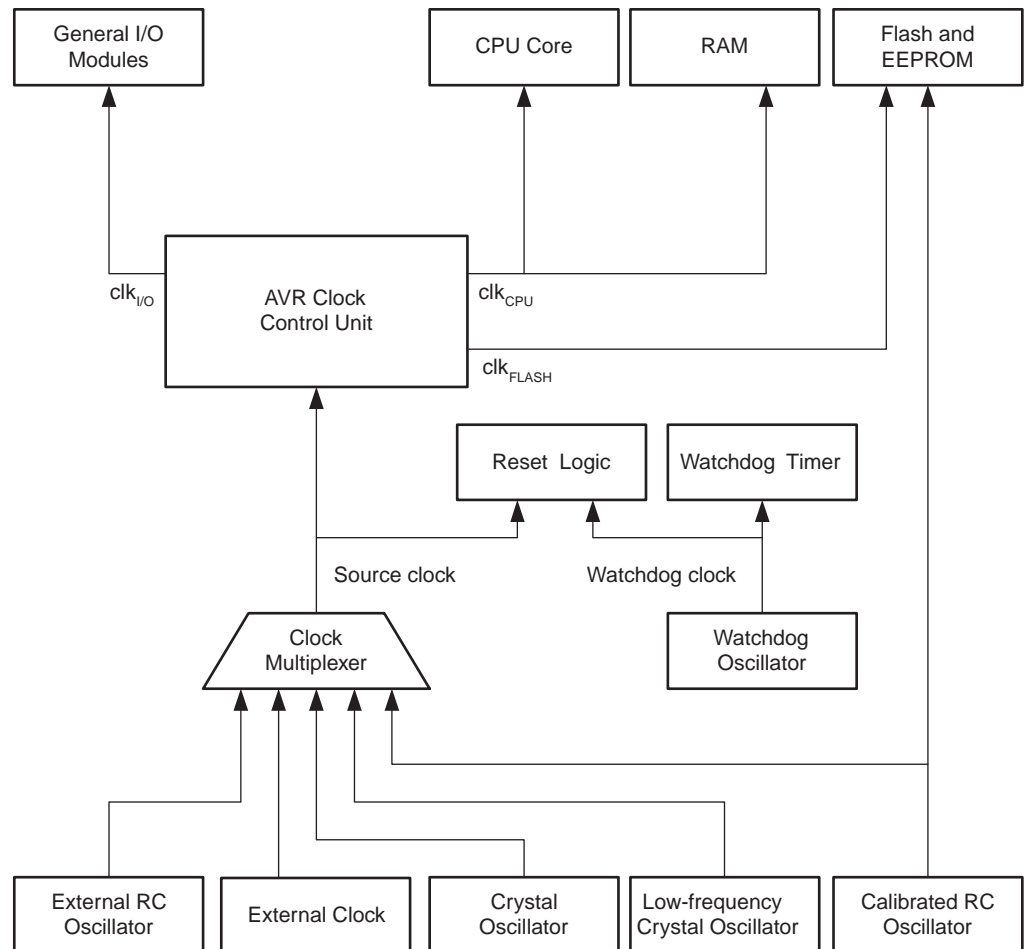 General I/O
Modules
CPU Core
RAM
Flash and
EEPROM
clkI/O
AVR Clock
Control Unit
clkCPU
clkFLASH
Reset Logic
Watchdog Timer
Source clock
Watchdog clock
Clock
Multiplexer
Watchdog
Oscillator
External RC
Oscillator
External Clock
Crystal
Oscillator
Low-frequency
Crystal Oscillator
Calibrated RC
Oscillator